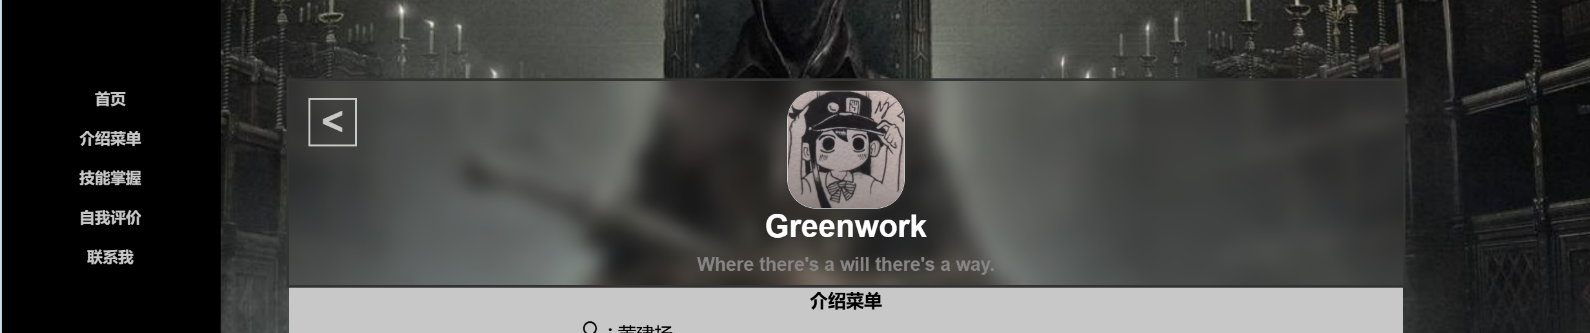 首页
介绍菜单
技能掌握
自我评价
联系我
<
Greenwork
Where there's a will there's a way.
介绍菜单